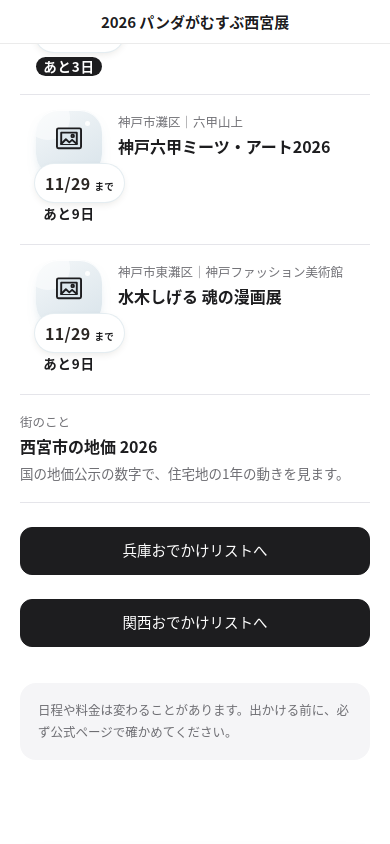 2026 パンダがむすぶ西宮展
あと3日
神戸市灘区｜六甲山上
神戸六甲ミーツ・アート2026
11/29 まで
あと9日
神戸市東灘区｜神戸ファッション美術館
水木しげる 魂の漫画展
11/29 まで
あと9日
街のこと
西宮市の地価 2026
国の地価公示の数字で、住宅地の1年の動きを見ます。
兵庫おでかけリストへ
関西おでかけリストへ
日程や料金は変わることがあります。出かける前に、必
ず公式ページで確かめてください。